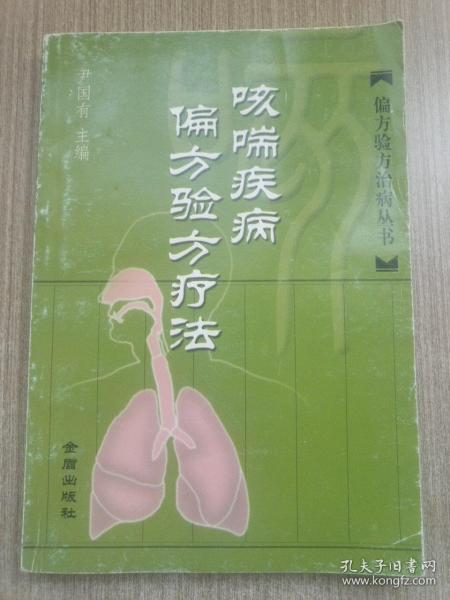 偏方验方治病丛书
咳喘疾病
偏方验方疗法
尹国有 主编
金盾出版社
孔夫子旧书网
www.kongfz.com